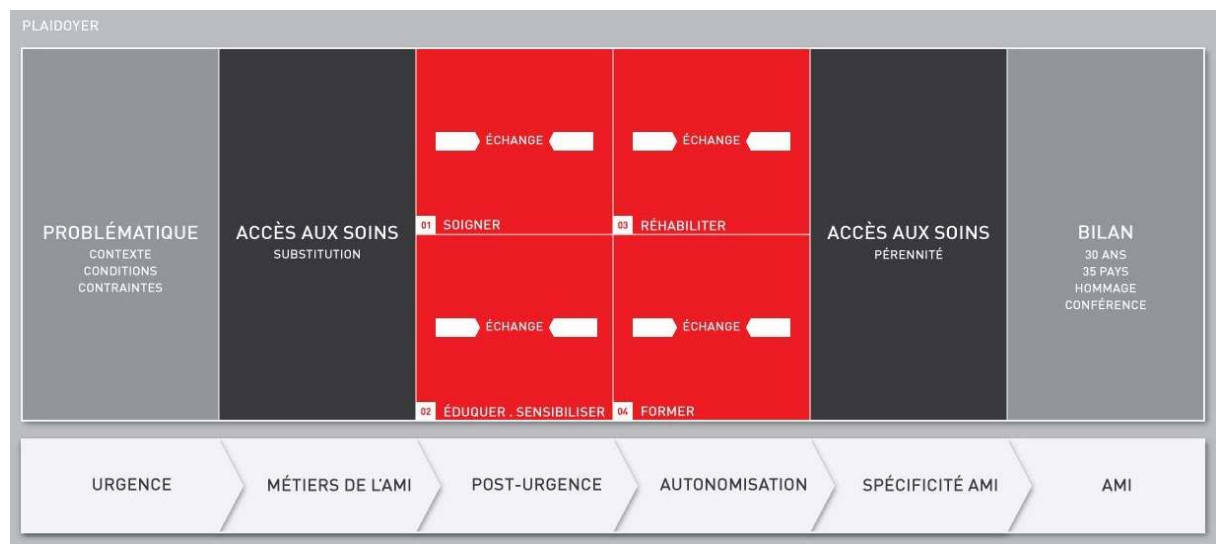 PLAIDOYER
PROBLÉMATIQUE
CONTEXTE
CONDITIONS
CONTRAINTES
ACCÈS AUX SOINS
SUBSTITUTION
ÉCHANGE
01 SOIGNER
ÉCHANGE
03 RÉHABILITER
ÉCHANGE
02 ÉDUQUER . SENSIBILISER
ÉCHANGE
04 FORMER
ACCÈS AUX SOINS
PÉRENNITÉ
BILAN
30 ANS
35 PAYS
HOMMAGE
CONFÉRENCE
URGENCE
MÉTIERS DE L'AMI
POST-URGENCE
AUTONOMISATION
SPÉCIFICITÉ AMI
AMI